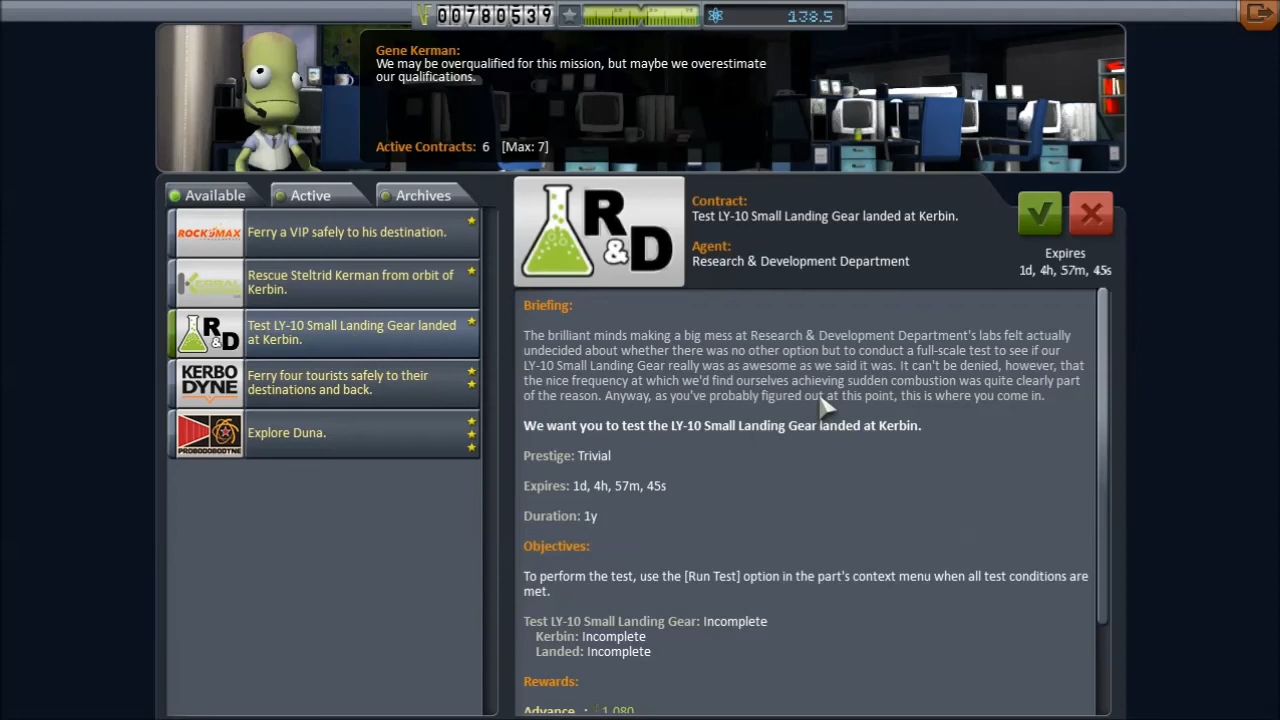 00780539
138.5
Gene Kerman:
We may be overqualified for this mission, but maybe we overestimate
our qualifications.
Active Contracts: 6 [Max: 7]
Available
Active
Archives
ROCKOMAX
Ferry a VIP safely to his destination.
KERBAL
Rescue Steltrid Kerman from orbit of
Kerbin.
R&D
Test LY-10 Small Landing Gear landed
at Kerbin.
KERBO
DYNE
Ferry four tourists safely to their
destinations and back.
PROBODOBODYNE
Explore Duna.
R&D
Contract:
Test LY-10 Small Landing Gear landed at Kerbin.
Agent:
Research & Development Department
Expires
1d, 4h, 57m, 45s
Briefing:
The brilliant minds making a big mess at Research & Development Department's labs felt actually
undecided about whether there was no other option but to conduct a full-scale test to see if our
LY-10 Small Landing Gear really was as awesome as we said it was. It can't be denied, however, that
the nice frequency at which we'd find ourselves achieving sudden combustion was quite clearly part
of the reason. Anyway, as you've probably figured out at this point, this is where you come in.
We want you to test the LY-10 Small Landing Gear landed at Kerbin.
Prestige: Trivial
Expires: 1d, 4h, 57m, 45s
Duration: 1y
Objectives:
To perform the test, use the [Run Test] option in the part's context menu when all test conditions are
met.
Test LY-10 Small Landing Gear: Incomplete
Kerbin: Incomplete
Landed: Incomplete
Rewards:
Advance : 1,080